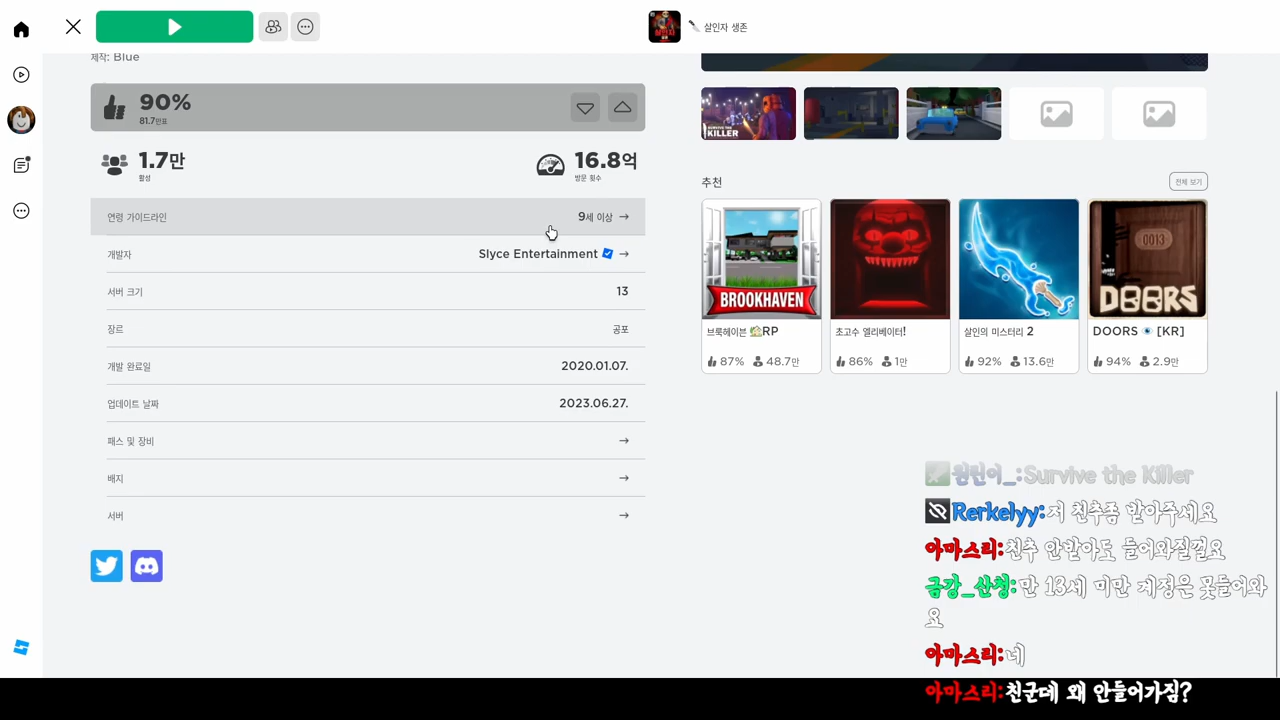 살인자 생존
제작: Blue
90%
81.7만표
1.7만
활성
16.8억
방문 횟수
연령 가이드라인
9세 이상
개발자
Slyce Entertainment
서버 크기
13
장르
공포
개발 완료일
2020.01.07.
업데이트 날짜
2023.06.27.
패스 및 장비
배지
서버
SURVIVE THE
KILLER
추천
전체 보기
BROOKHAVEN
브룩헤이븐 🏡RP
87% 48.7만
초고수 엘리베이터!
86% 1만
살인의 미스터리 2
92% 13.6만
0013
DOORS
DOORS 👁️ [KR]
94% 2.9만
원린이_:Survive the Killer
Rerkelyy:저 친추좀 받아주세요
아마스리:친추 안받아도 들어와질껄요
금강_산청:만 13세 미만 계정은 못들어와
요
아마스리:네
아마스리:친군데 왜 안들어가짐?